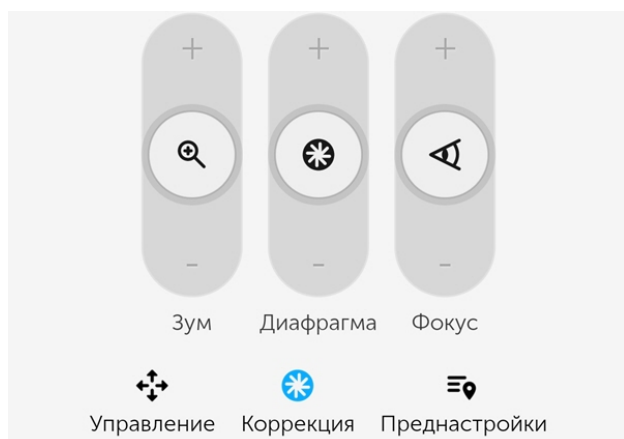 + + +
- - -
Зум Диафрагма Фокус
Управление Коррекция Преднастройки